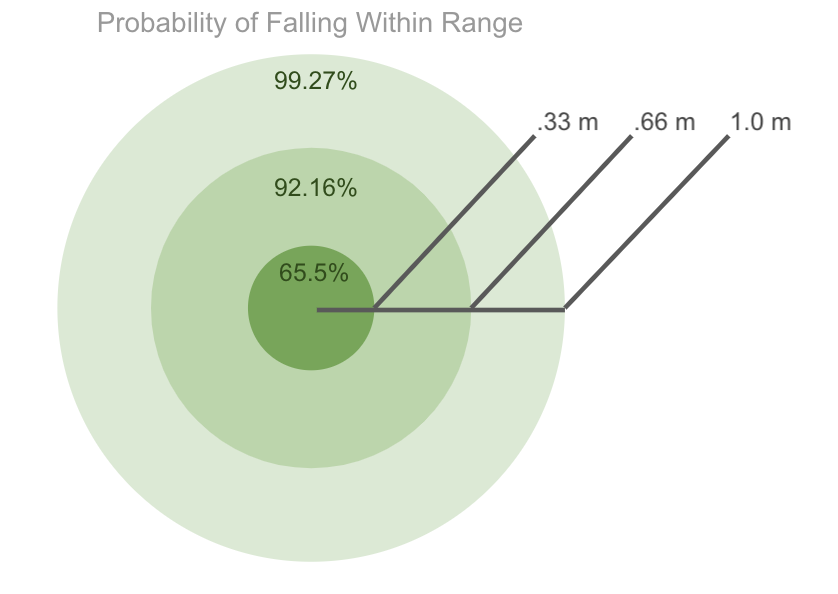 Probability of Falling Within Range
99.27%
.33 m
.66 m
1.0 m
92.16%
65.5%